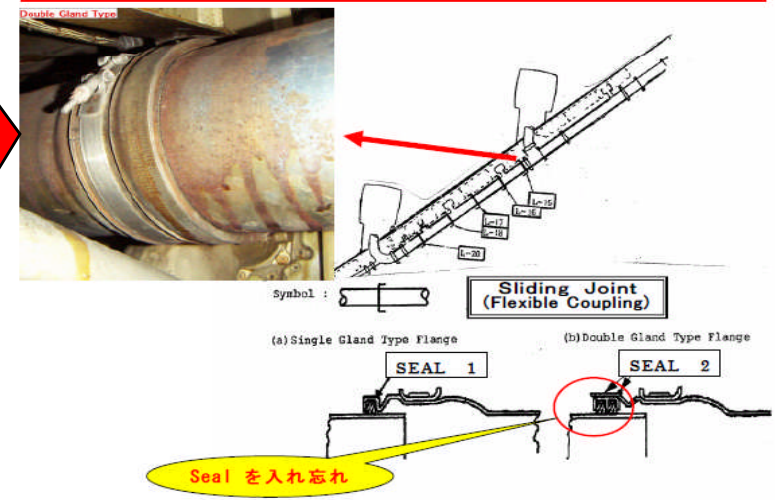 Double Gland Type
L-15
L-16
L-17
L-18
L-20
Symbol :
Sliding Joint
(Flexible Coupling)
(a)Single Gland Type Flange
(b)Double Gland Type Flange
SEAL 1
SEAL 2
Seal を入れ忘れ